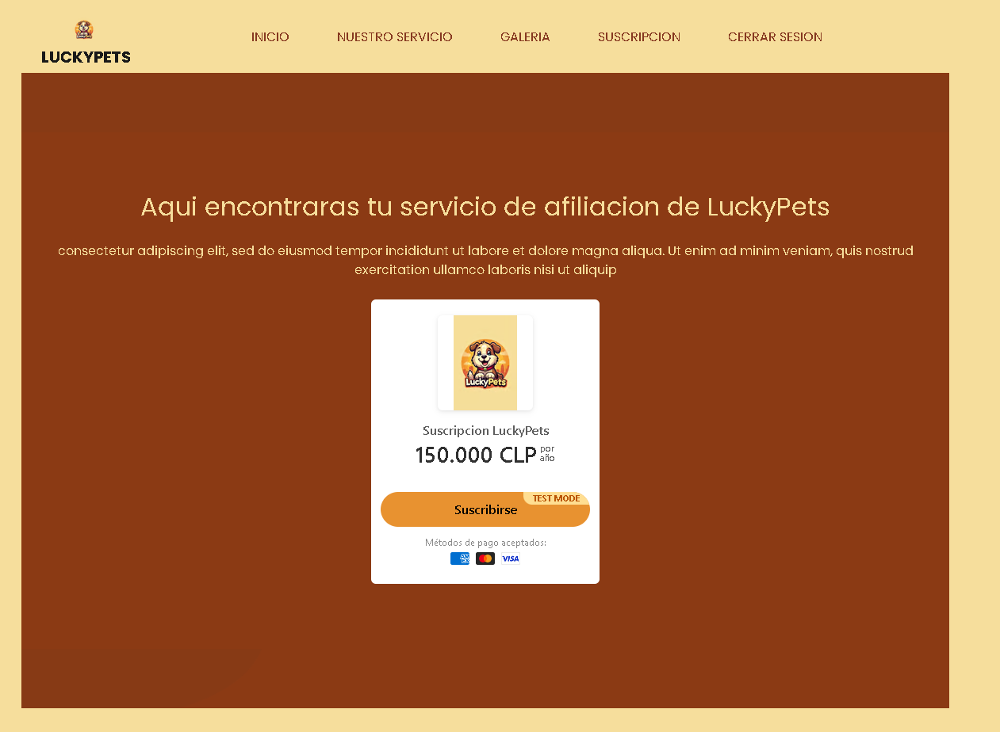 LUCKYPETS
INICIO
NUESTRO SERVICIO
GALERIA
SUSCRIPCION
CERRAR SESION
Aqui encontraras tu servicio de afiliacion de LuckyPets
consectetur adipiscing elit, sed do eiusmod tempor incididunt ut labore et dolore magna aliqua. Ut enim ad minim veniam, quis nostrud
exercitation ullamco laboris nisi ut aliquip
LuckyPets
Suscripcion LuckyPets
150.000 CLP por
año
TEST MODE
Suscribirse
Métodos de pago aceptados:
VISA